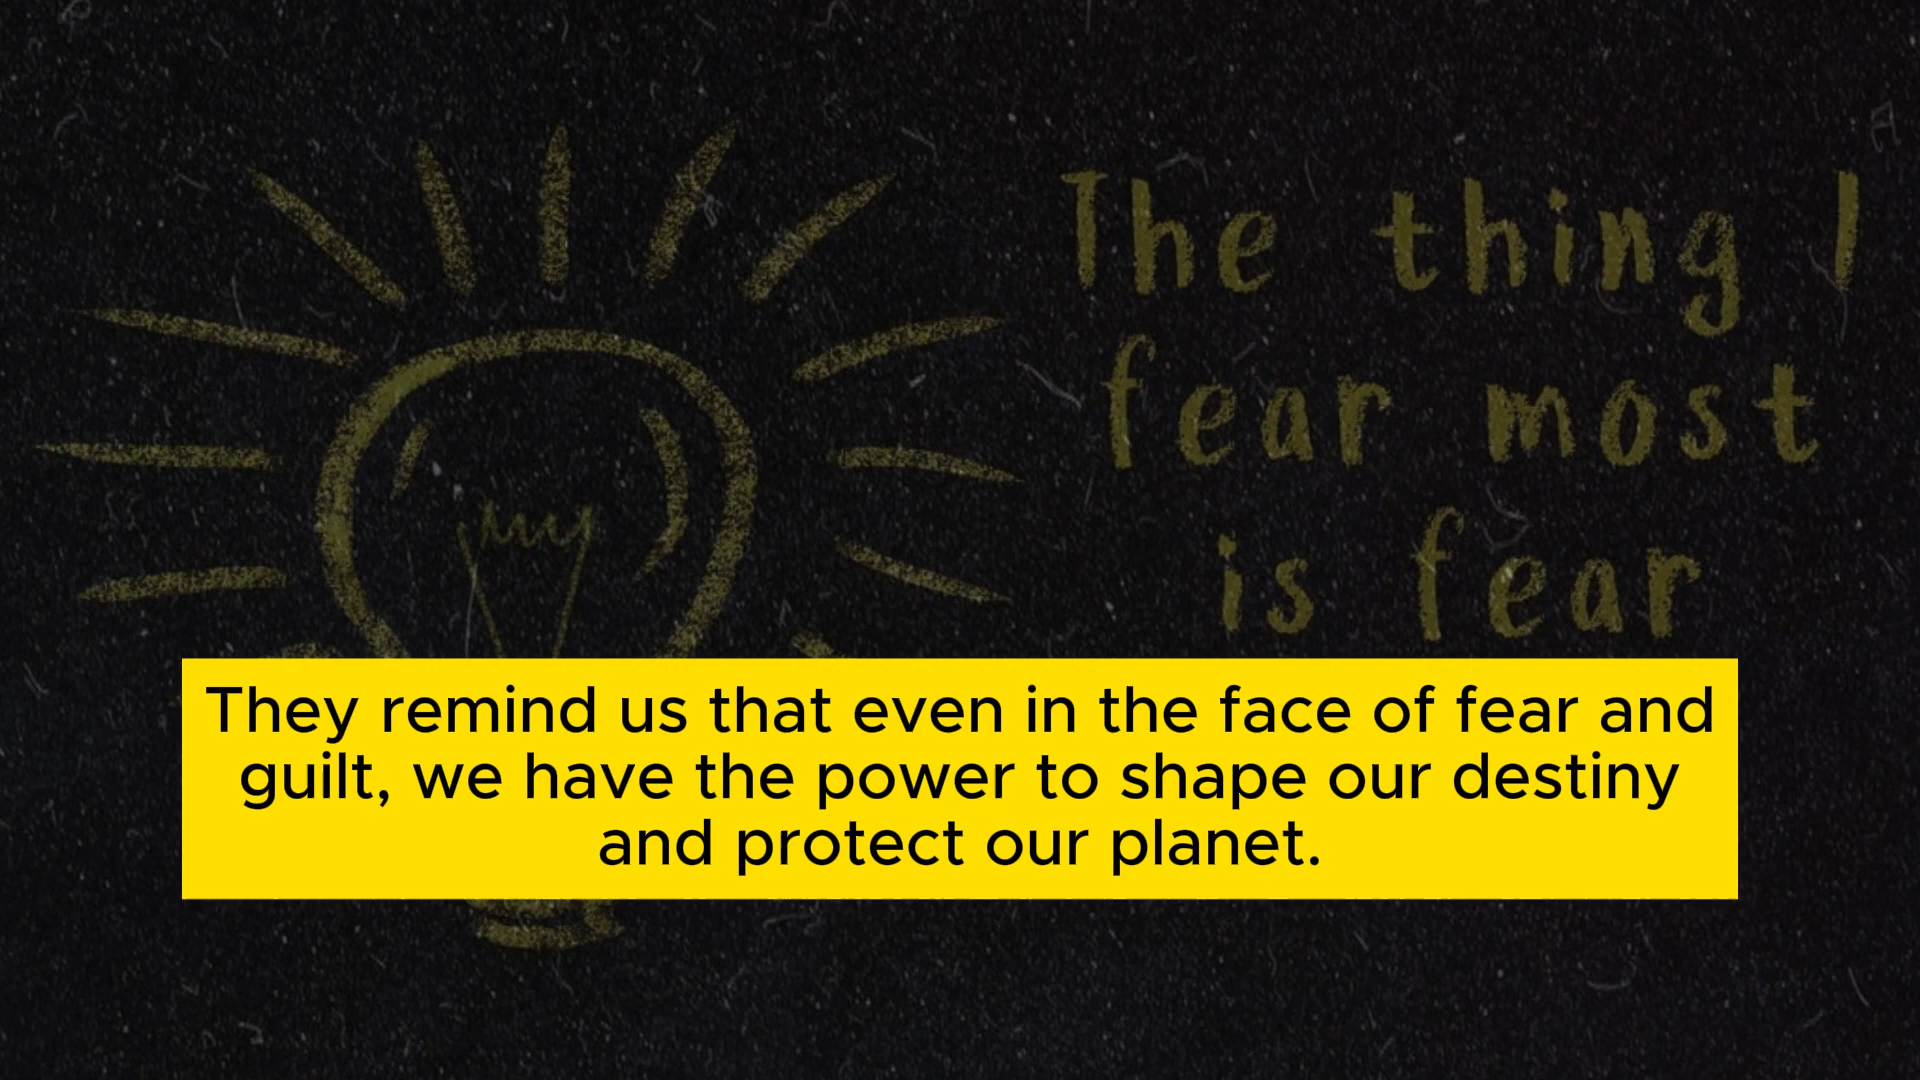 The thing I
fear most
is fear
They remind us that even in the face of fear and
guilt, we have the power to shape our destiny
and protect our planet.